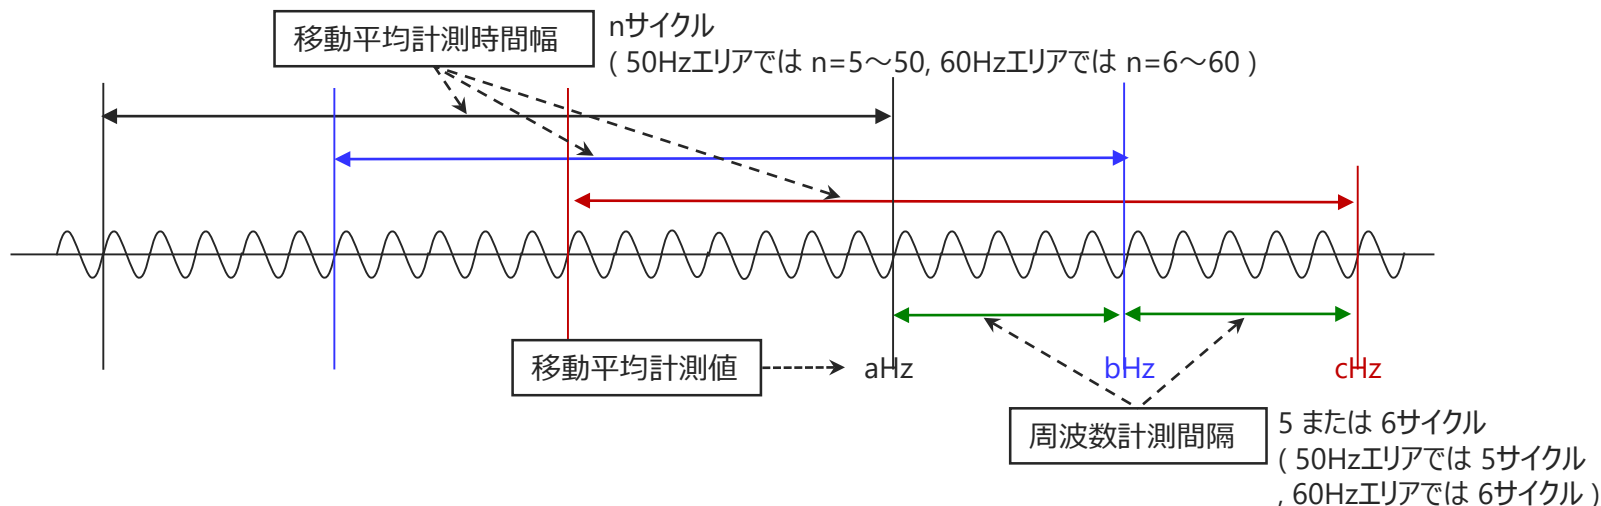 移動平均計測時間幅
nサイクル
( 50Hzエリアでは n=5～50, 60Hzエリアでは n=6～60 )
移動平均計測値
aHz
bHz
cHz
周波数計測間隔
5 または 6サイクル
( 50Hzエリアでは 5サイクル
, 60Hzエリアでは 6サイクル )